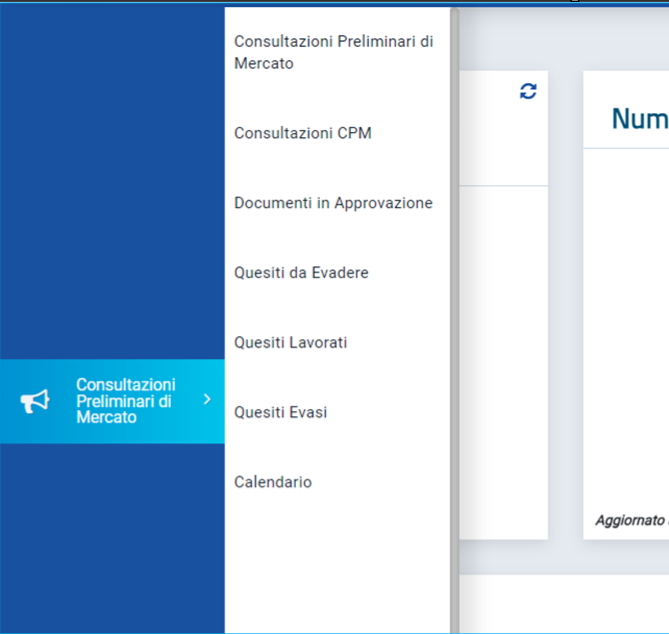 Consultazioni Preliminari di
Mercato
Consultazioni CPM
Documenti in Approvazione
Quesiti da Evadere
Quesiti Lavorati
Quesiti Evasi
Calendario
Consultazioni
Preliminari di
Mercato
Num
Aggiornato